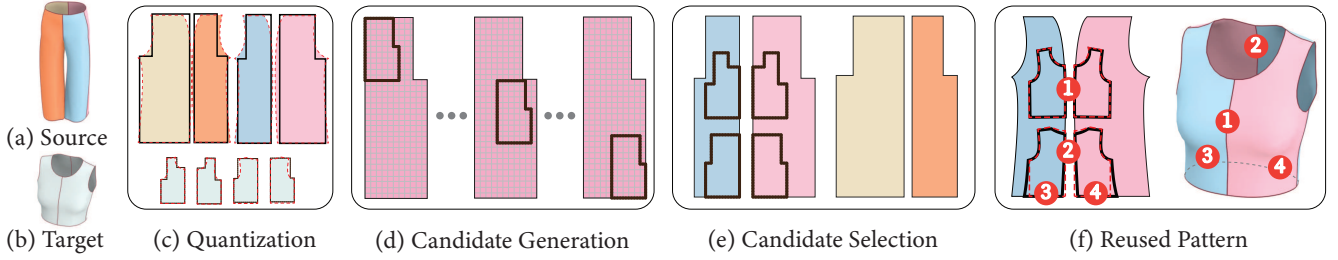 (a) Source
(b) Target
(c) Quantization
(d) Candidate Generation
(e) Candidate Selection
1
2
3
4
2
1
3
4
(f) Reused Pattern